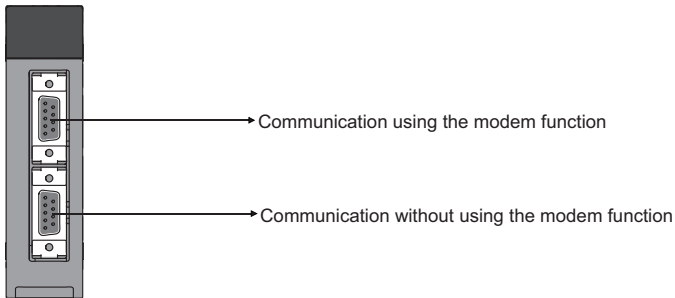 Communication using the modem function
Communication without using the modem function